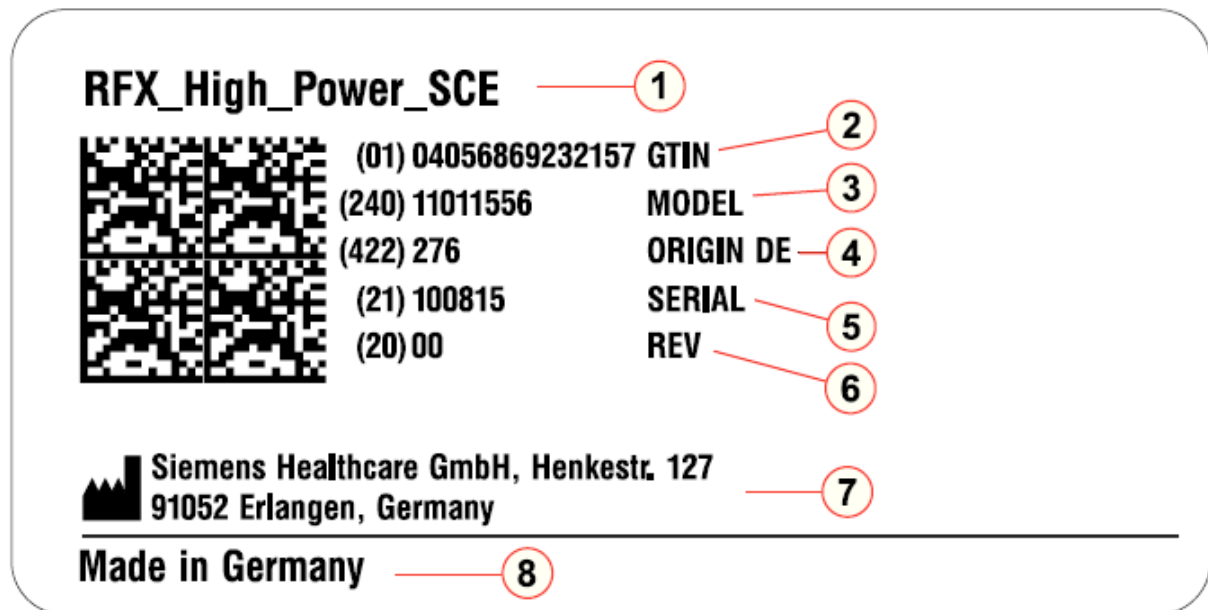 RFX_High_Power_SCE 1
(01) 04056869232157 GTIN 2
(240) 11011556 MODEL 3
(422) 276 ORIGIN DE 4
(21) 100815 SERIAL 5
(20) 00 REV 6
Siemens Healthcare GmbH, Henkestr. 127
91052 Erlangen, Germany 7
Made in Germany 8